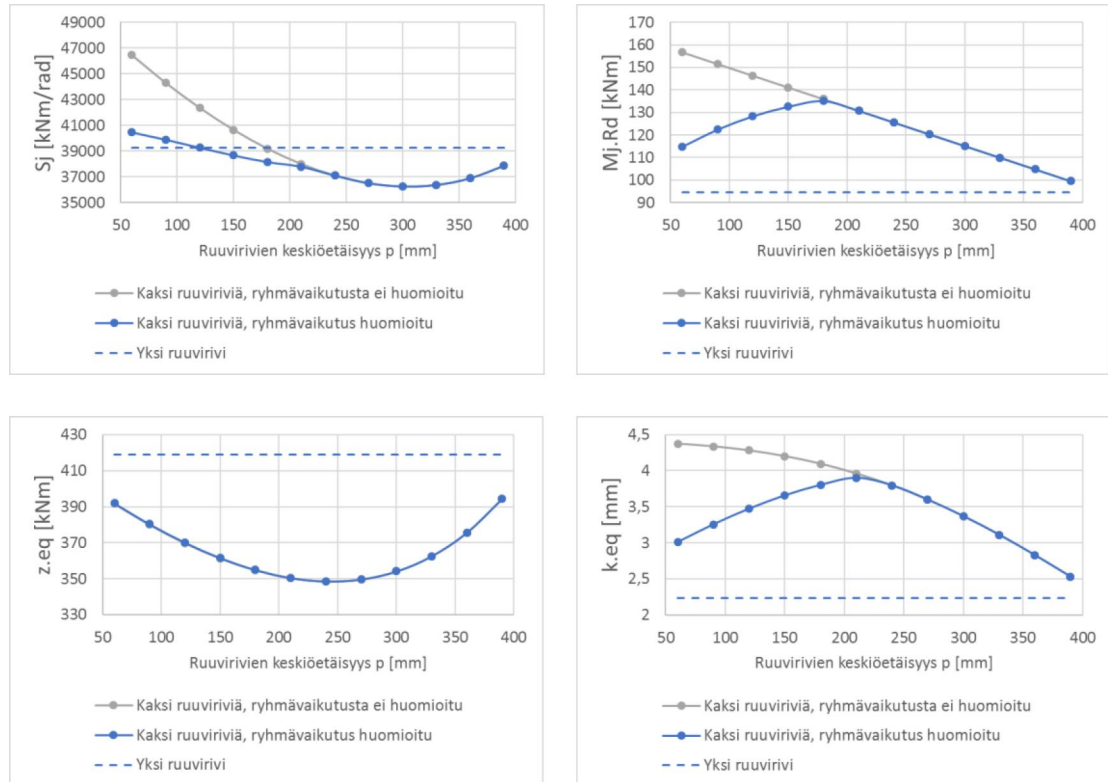 Sj [kNm/rad]
49000
47000
45000
43000
41000
39000
37000
35000
50 100 150 200 250 300 350 400
Ruuvirivien keskiöetäisyys p [mm]
Kaksi ruuviriviä, ryhmävaikutusta ei huomioitu
Kaksi ruuviriviä, ryhmävaikutus huomioitu
Yksi ruuvirivi
Mj.Rd [kNm]
170
160
150
140
130
120
110
100
90
50 100 150 200 250 300 350 400
Ruuvirivien keskiöetäisyys p [mm]
Kaksi ruuviriviä, ryhmävaikutusta ei huomioitu
Kaksi ruuviriviä, ryhmävaikutus huomioitu
Yksi ruuvirivi
z.eq [kNm]
430
410
390
370
350
330
50 100 150 200 250 300 350 400
Ruuvirivien keskiöetäisyys p [mm]
Kaksi ruuviriviä, ryhmävaikutusta ei huomioitu
Kaksi ruuviriviä, ryhmävaikutus huomioitu
Yksi ruuvirivi
k.eq [mm]
4,5
4
3,5
3
2,5
2
50 100 150 200 250 300 350 400
Ruuvirivien keskiöetäisyys p [mm]
Kaksi ruuviriviä, ryhmävaikutusta ei huomioitu
Kaksi ruuviriviä, ryhmävaikutus huomioitu
Yksi ruuvirivi